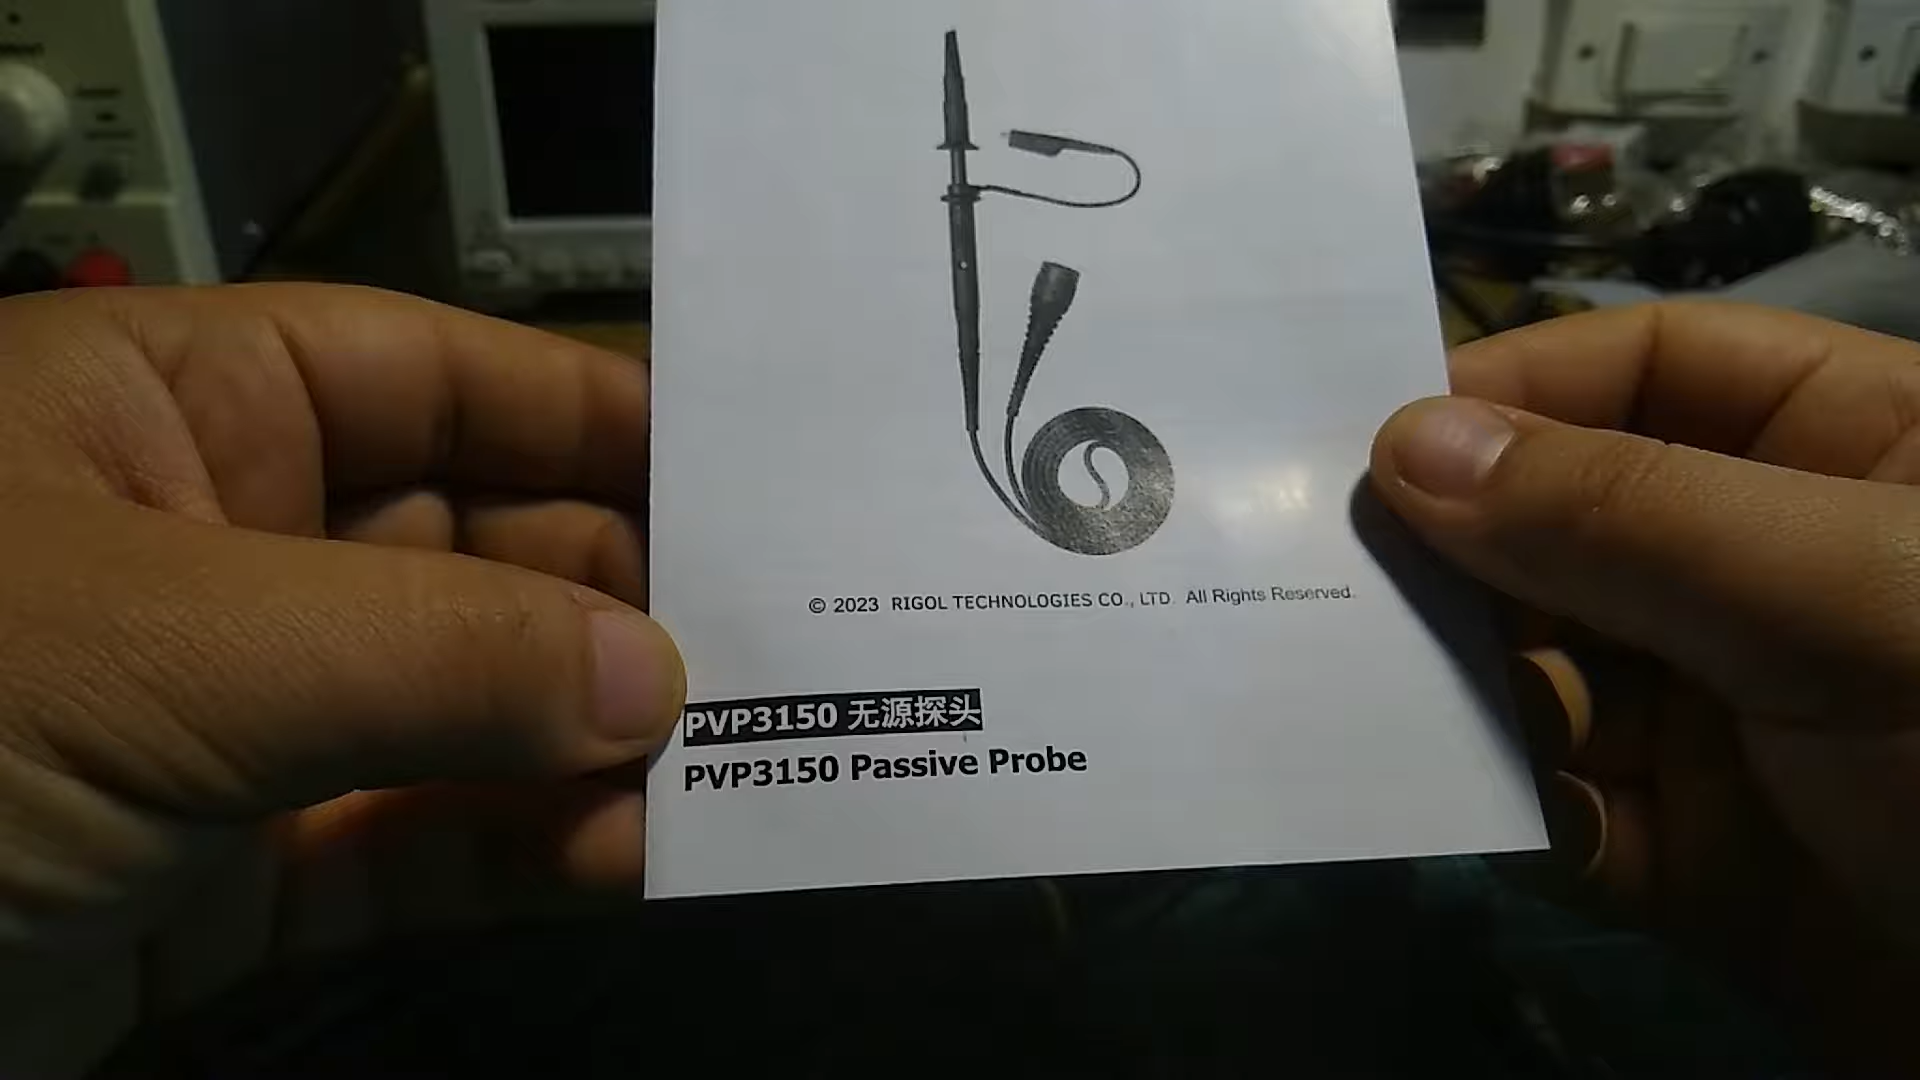 © 2023 RIGOL TECHNOLOGIES CO., LTD. All Rights Reserved.
PVP3150 无源探头
PVP3150 Passive Probe